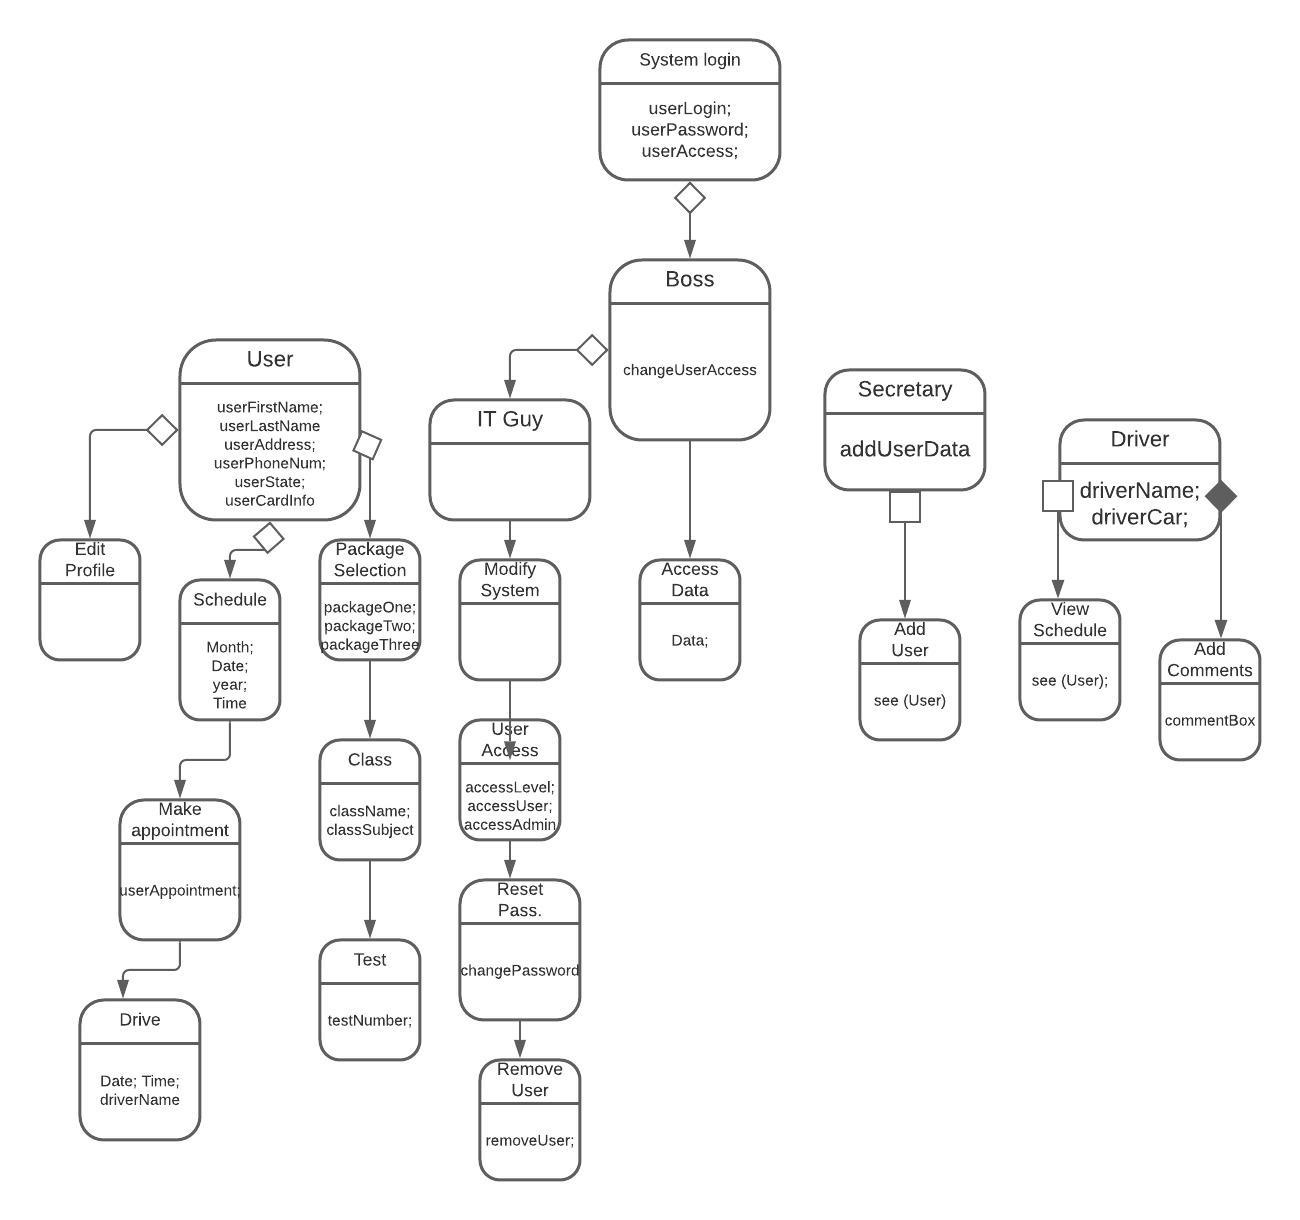 System login
userLogin;
userPassword;
userAccess;
Boss
changeUserAccess
User
userFirstName;
userLastName
userAddress;
userPhoneNum;
userState;
userCardInfo
IT Guy
Secretary
addUserData
Driver
driverName;
driverCar;
Edit
Profile
Schedule
Month;
Date;
year;
Time
Package
Selection
packageOne;
packageTwo;
packageThree
Modify
System
Access
Data
Data;
Add
User
see (User)
View
Schedule
see (User);
Add
Comments
commentBox
Make
appointment
userAppointment;
Class
className;
classSubject
User
Access
accessLevel;
accessUser;
accessAdmin
Reset
Pass.
changePassword
Drive
Date; Time;
driverName
Test
testNumber;
Remove
User
removeUser;